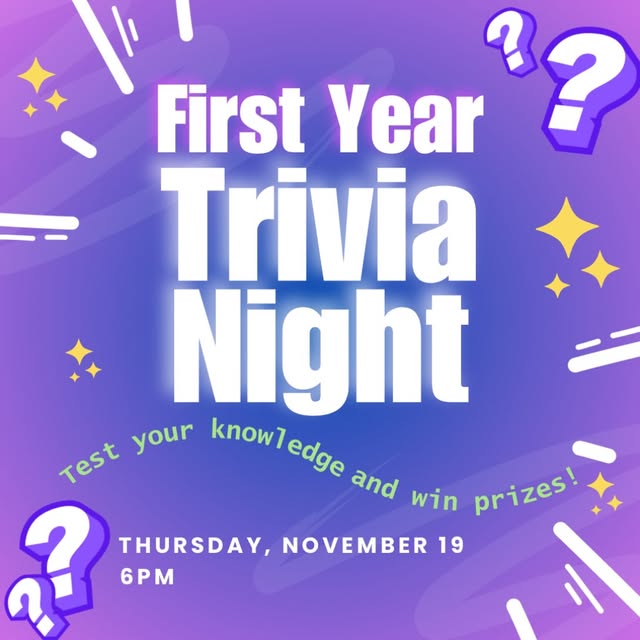 First Year
Trivia
Night
Test your knowledge and win prizes!
THURSDAY, NOVEMBER 19
6PM